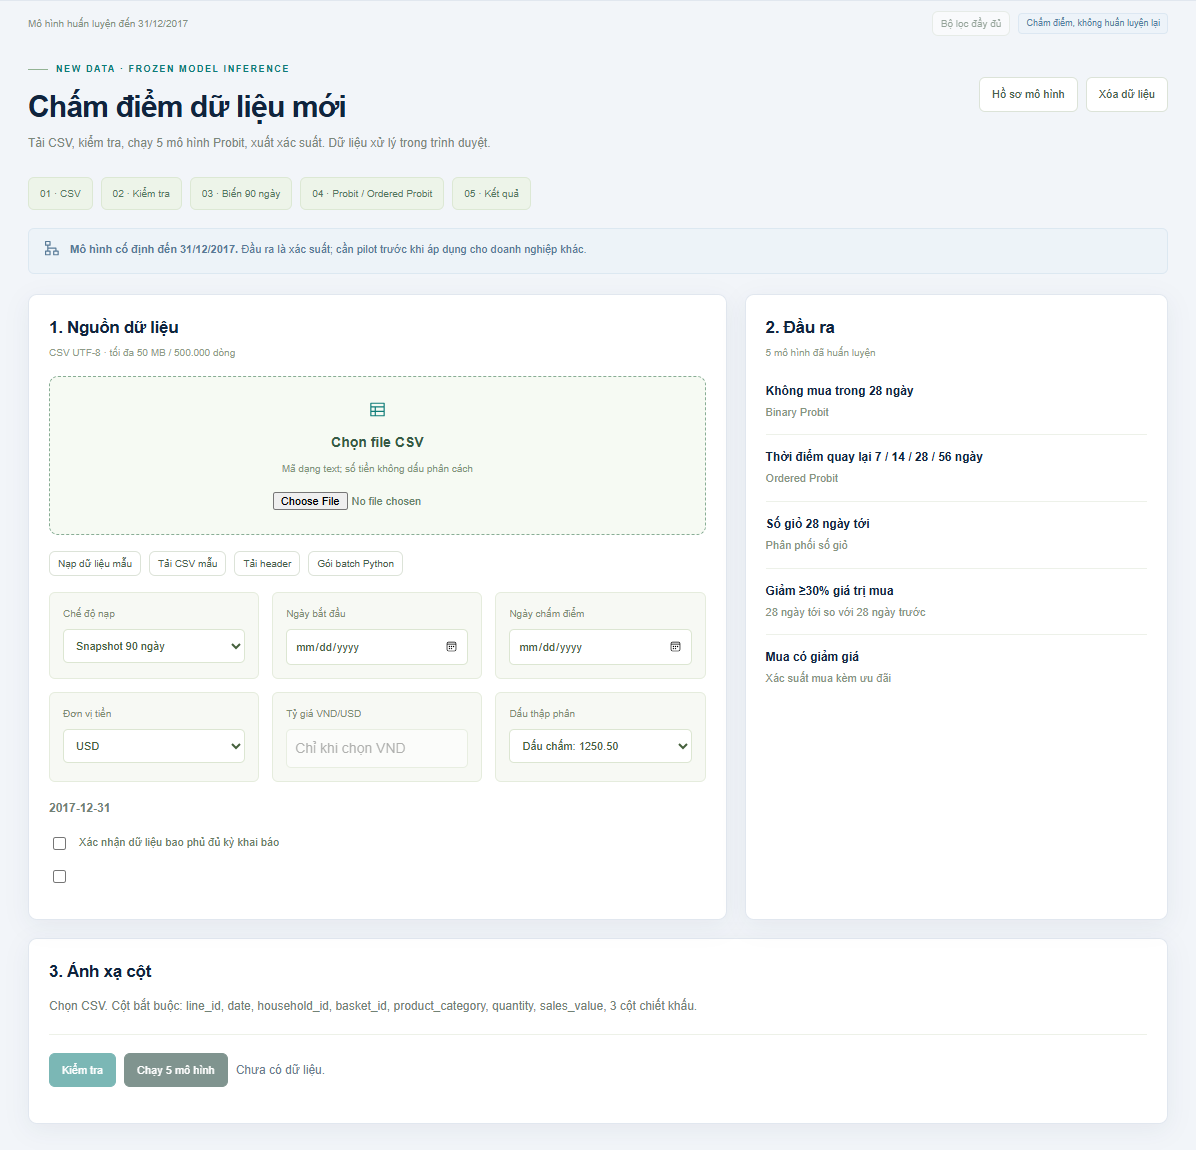 Mô hình huấn luyện đến 31/12/2017
Bộ lọc đầy đủ
Chấm điểm, không huấn luyện lại
NEW DATA · FROZEN MODEL INFERENCE
Chấm điểm dữ liệu mới
Tải CSV, kiểm tra, chạy 5 mô hình Probit, xuất xác suất. Dữ liệu xử lý trong trình duyệt.
Hồ sơ mô hình
Xóa dữ liệu
01 · CSV
02 · Kiểm tra
03 · Biến 90 ngày
04 · Probit / Ordered Probit
05 · Kết quả
Mô hình cố định đến 31/12/2017. Đầu ra là xác suất; cần pilot trước khi áp dụng cho doanh nghiệp khác.
1. Nguồn dữ liệu
CSV UTF-8 · tối đa 50 MB / 500.000 dòng
Chọn file CSV
Mã dạng text; số tiền không dấu phân cách
Choose File No file chosen
Nạp dữ liệu mẫu
Tải CSV mẫu
Tải header
Gói batch Python
Chế độ nạp
Snapshot 90 ngày
Ngày bắt đầu
mm/dd/yyyy
Ngày chấm điểm
mm/dd/yyyy
Đơn vị tiền
USD
Tỷ giá VND/USD
Chỉ khi chọn VND
Dấu thập phân
Dấu chấm: 1250.50
2017-12-31
Xác nhận dữ liệu bao phủ đủ kỳ khai báo
2. Đầu ra
5 mô hình đã huấn luyện
Không mua trong 28 ngày
Binary Probit
Thời điểm quay lại 7 / 14 / 28 / 56 ngày
Ordered Probit
Số giỏ 28 ngày tới
Phân phối số giỏ
Giảm ≥30% giá trị mua
28 ngày tới so với 28 ngày trước
Mua có giảm giá
Xác suất mua kèm ưu đãi
3. Ánh xạ cột
Chọn CSV. Cột bắt buộc: line_id, date, household_id, basket_id, product_category, quantity, sales_value, 3 cột chiết khấu.
Kiểm tra
Chạy 5 mô hình
Chưa có dữ liệu.